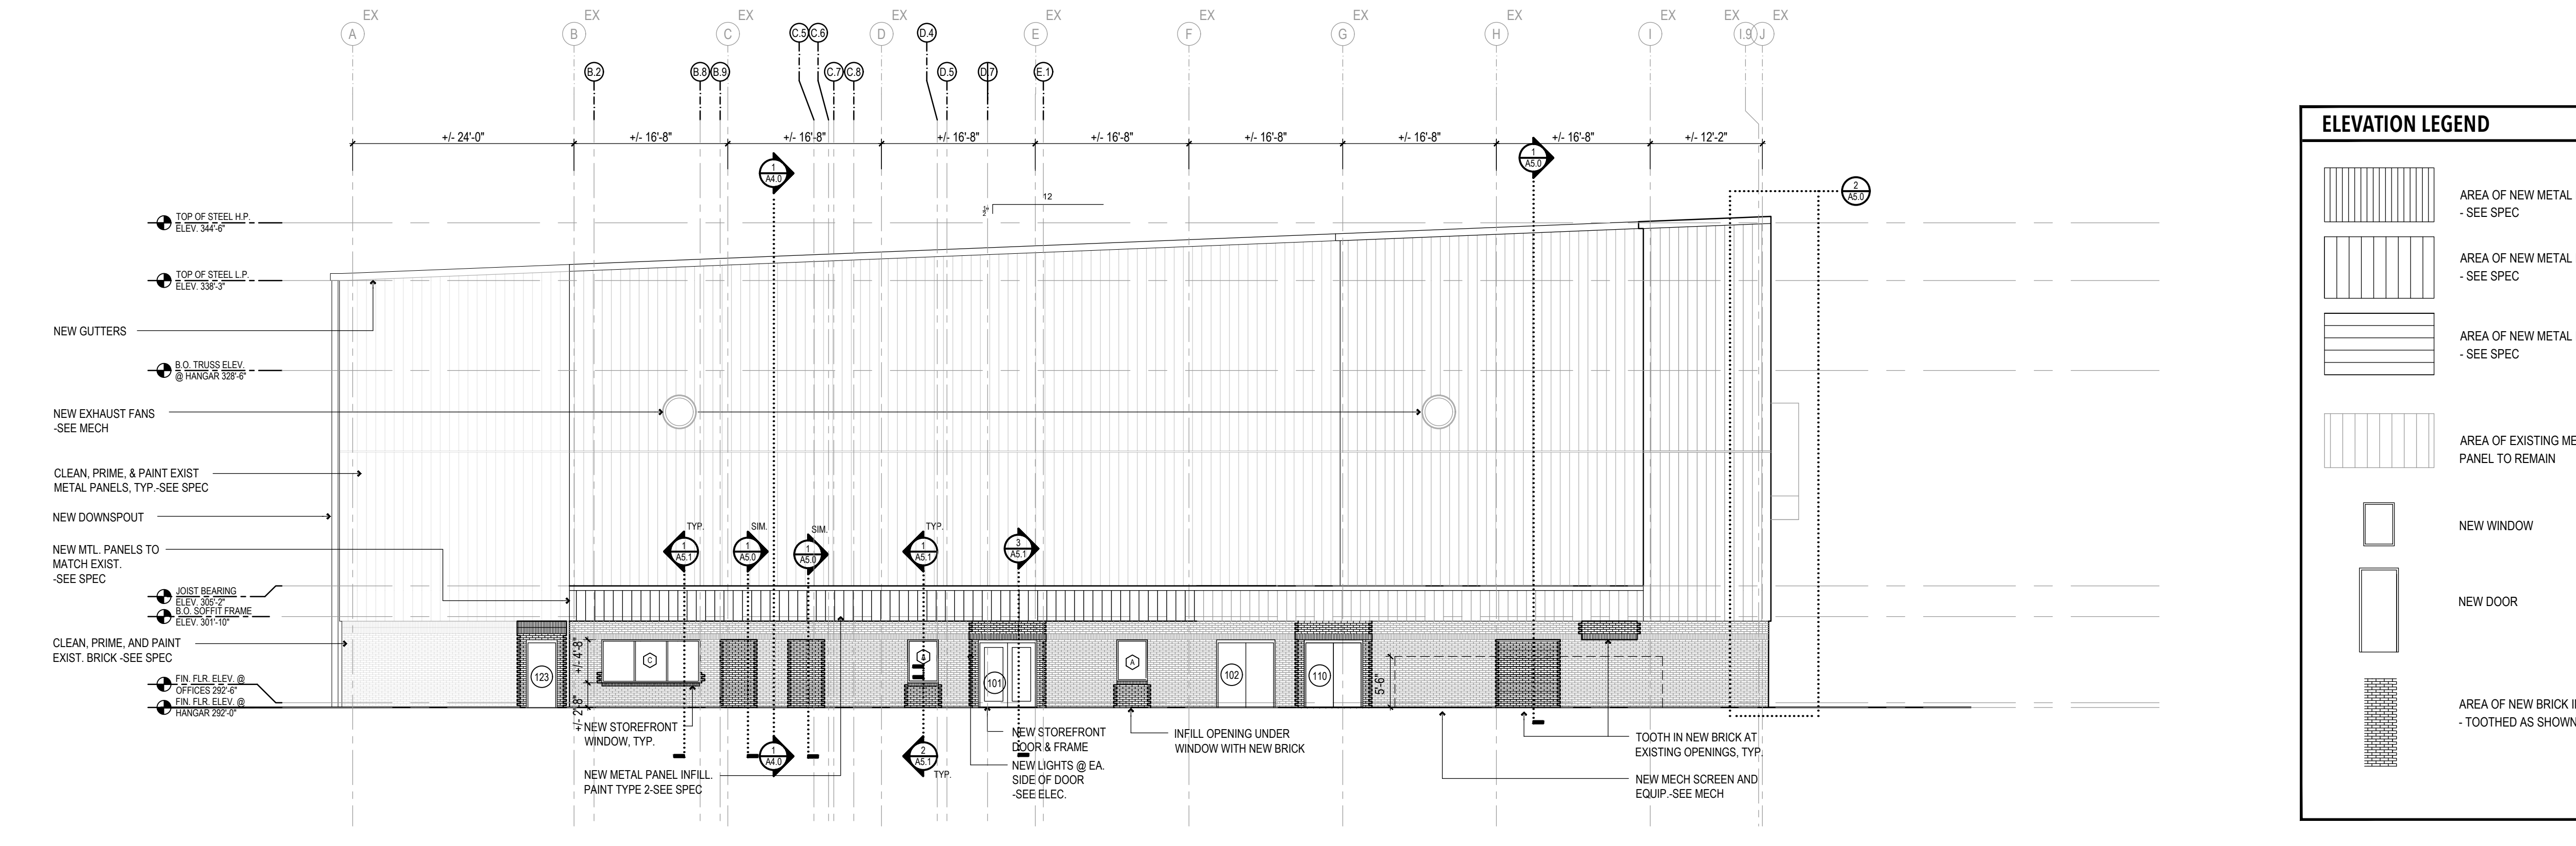 EX EX EX EX EX EX EX EX EX EX EX
A B C D E F G H I I.9 J
C.5 C.6 D.4
B.2 B.8 B.9 C.7 C.8 D.5 D.7 E.1
+/- 24'-0" +/- 16'-8" +/- 16'-8" +/- 16'-8" +/- 16'-8" +/- 16'-8" +/- 16'-8" +/- 16'-8" +/- 12'-2"
1
A4.0
1
A5.0
2
A5.0
12
TOP OF STEEL H.P.
ELEV. 344'-6"
TOP OF STEEL L.P.
ELEV. 338'-3"
NEW GUTTERS
B.O. TRUSS ELEV.
@ HANGAR 328'-6"
NEW EXHAUST FANS
-SEE MECH
CLEAN, PRIME, & PAINT EXIST
METAL PANELS, TYP.-SEE SPEC
NEW DOWNSPOUT
NEW MTL. PANELS TO
MATCH EXIST.
-SEE SPEC
JOIST BEARING
ELEV. 305'-2"
B.O. SOFFIT FRAME
ELEV. 301'-10"
CLEAN, PRIME, AND PAINT
EXIST. BRICK -SEE SPEC
FIN. FLR. ELEV. @
OFFICES 292'-6"
FIN. FLR. ELEV. @
HANGAR 292'-0"
TYP.
1
A5.1
SIM.
1
A5.0
SIM.
1
A5.0
TYP.
1
A5.1
3
A5.1
123
+/- 4'-8"
+/- 2'-8"
C
101
A
102
110
5'-6"
NEW STOREFRONT
WINDOW, TYP.
NEW METAL PANEL INFILL.
PAINT TYPE 2-SEE SPEC
1
A4.0
2
A5.1
TYP.
NEW STOREFRONT
DOOR & FRAME
NEW LIGHTS @ EA.
SIDE OF DOOR
-SEE ELEC.
INFILL OPENING UNDER
WINDOW WITH NEW BRICK
TOOTH IN NEW BRICK AT
EXISTING OPENINGS, TYP.
NEW MECH SCREEN AND
EQUIP.-SEE MECH
ELEVATION LEGEND
AREA OF NEW METAL
- SEE SPEC
AREA OF NEW METAL
- SEE SPEC
AREA OF NEW METAL
- SEE SPEC
AREA OF EXISTING ME
PANEL TO REMAIN
NEW WINDOW
NEW DOOR
AREA OF NEW BRICK I
- TOOTHED AS SHOWN